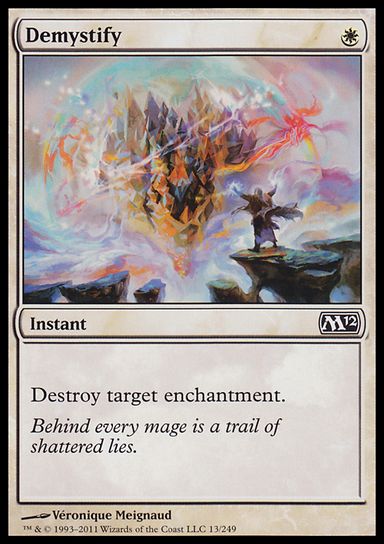 Demystify
Instant
M12
Destroy target enchantment.
Behind every mage is a trail of
shattered lies.
Véronique Meignaud
™ & © 1993–2011 Wizards of the Coast LLC 13/249